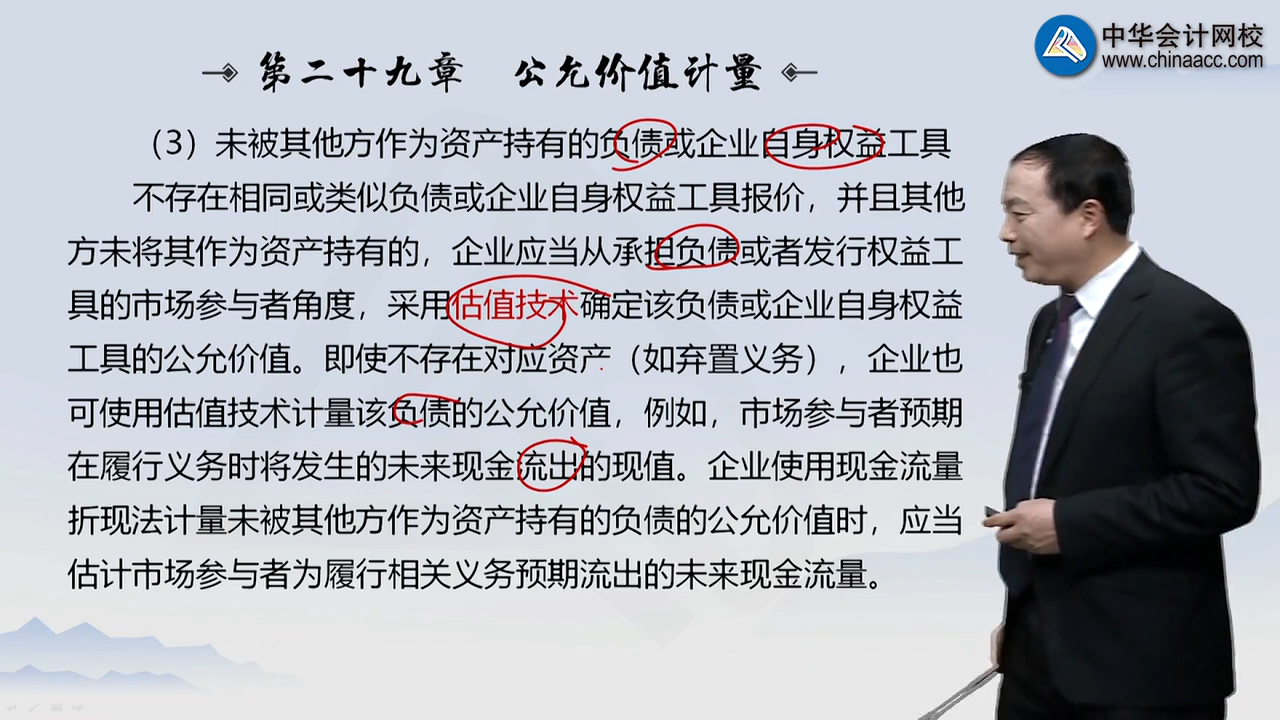 中华会计网校
www.chinaacc.com
第二十九章 公允价值计量
（3）未被其他方作为资产持有的负债或企业自身权益工具
不存在相同或类似负债或企业自身权益工具报价，并且其他
方未将其作为资产持有的，企业应当从承担负债或者发行权益工
具的市场参与者角度，采用估值技术确定该负债或企业自身权益
工具的公允价值。即使不存在对应资产（如弃置义务），企业也
可使用估值技术计量该负债的公允价值，例如，市场参与者预期
在履行义务时将发生的未来现金流出的现值。企业使用现金流量
折现法计量未被其他方作为资产持有的负债的公允价值时，应当
估计市场参与者为履行相关义务预期流出的未来现金流量。